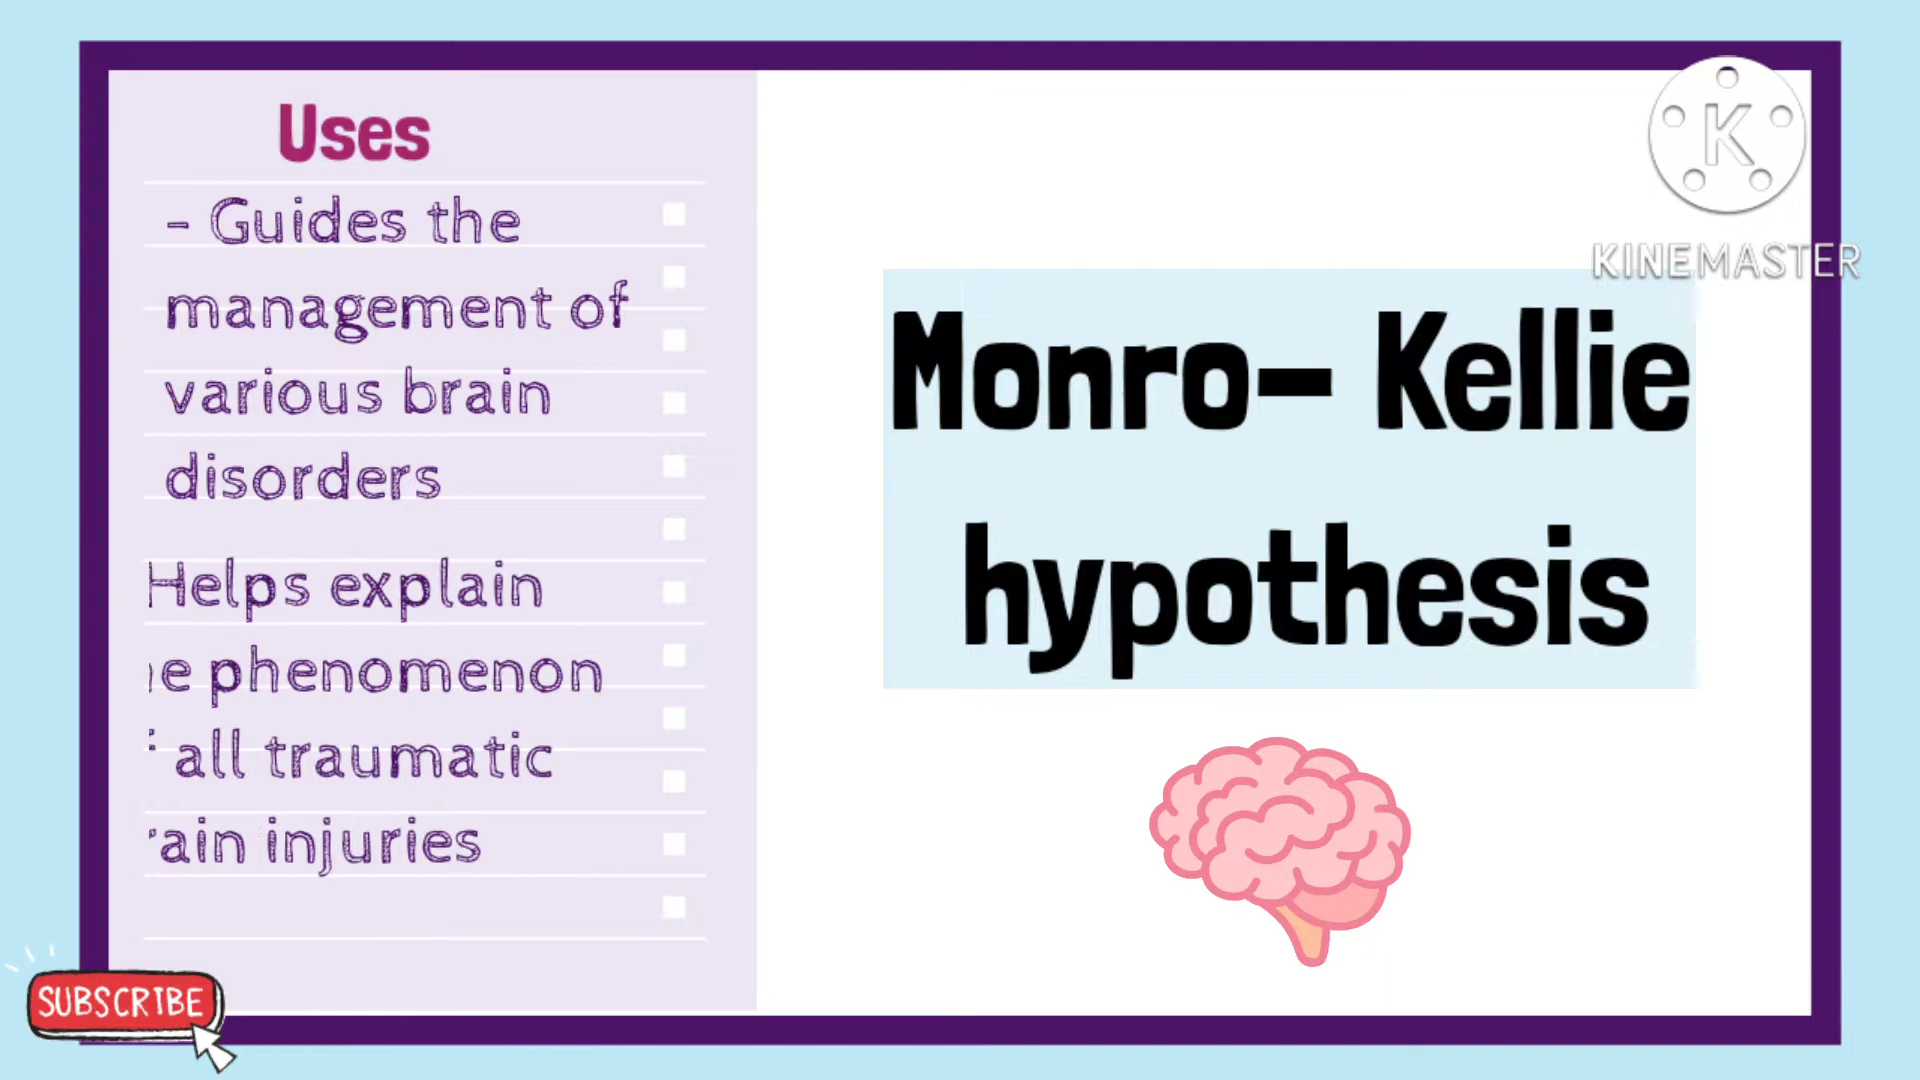 Uses
- Guides the
management of
various brain
disorders
Helps explain
phenomenon
all traumatic
injuries
K
KINEMASTER
Monro- Kellie
hypothesis
SUBSCRIBE